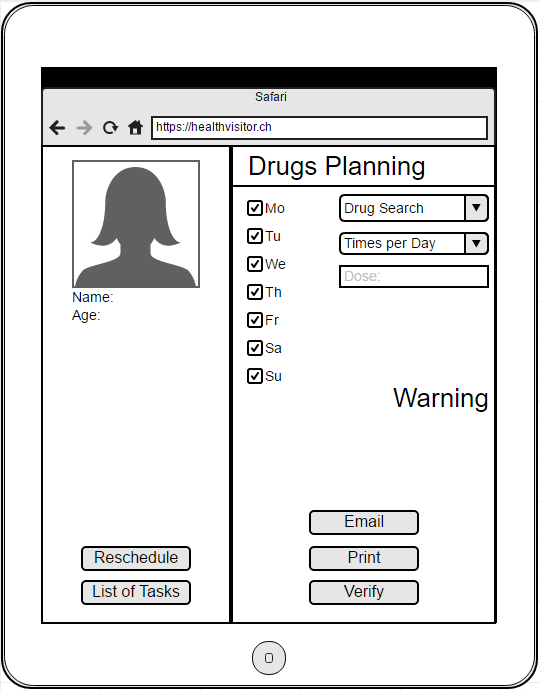 Safari
https://healthvisitor.ch
Name:
Age:
Reschedule
List of Tasks
Drugs Planning
Mo
Tu
We
Th
Fr
Sa
Su
Drug Search
Times per Day
Dose:
Warning
Email
Print
Verify